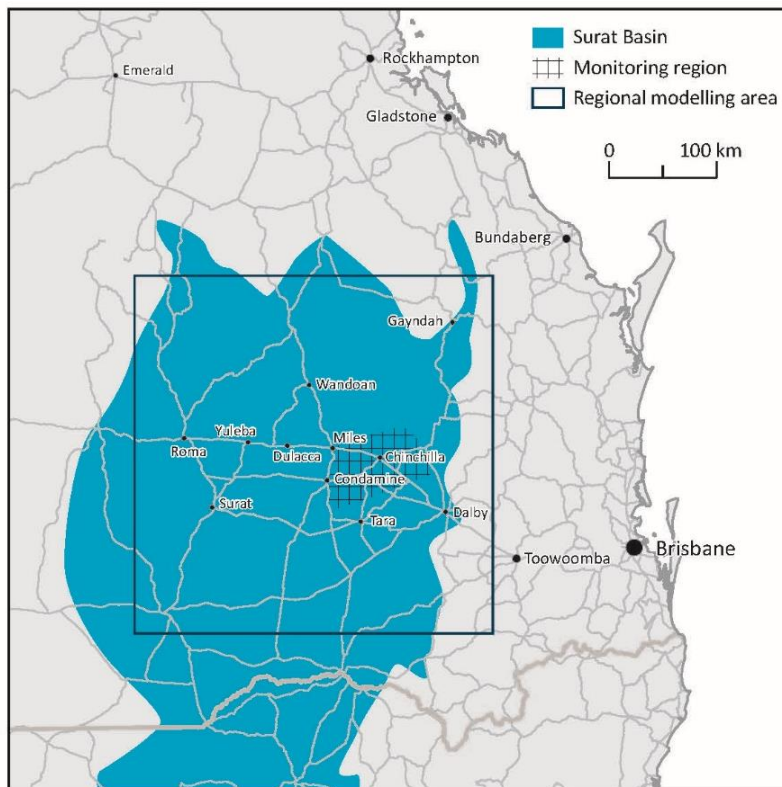 Surat Basin
Rockhampton
Emerald
Monitoring region
Regional modelling area
Gladstone
0 100 km
Bundaberg
Gayndah
Wandoan
Yuleba
Miles
Roma
Dulacca
Chinchilla
Condamine
Surat
Tara
Dalby
Toowoomba
Brisbane